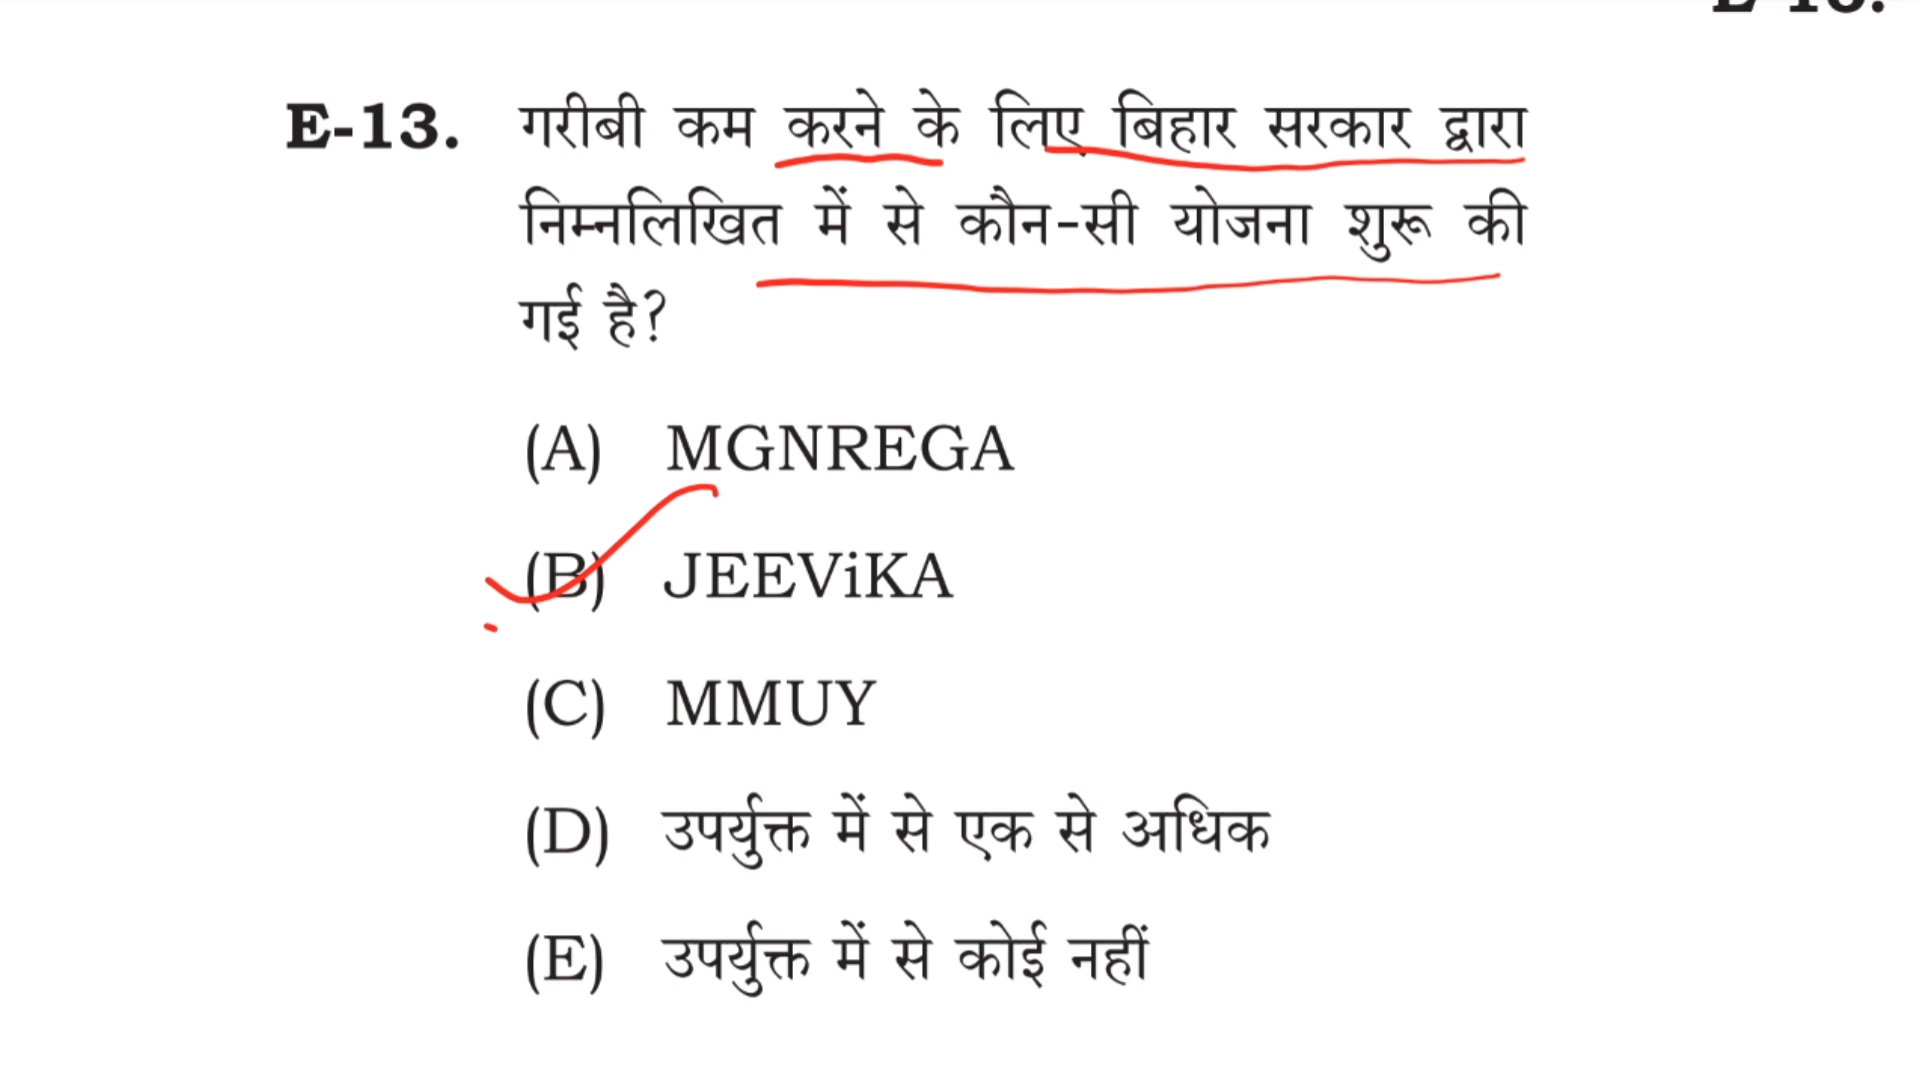 E-13. गरीबी कम करने के लिए बिहार सरकार द्वारा
निम्नलिखित में से कौन-सी योजना शुरू की
गई है?
(A) MGNREGA
(B) JEEViKA
(C) MMUY
(D) उपर्युक्त में से एक से अधिक
(E) उपर्युक्त में से कोई नहीं